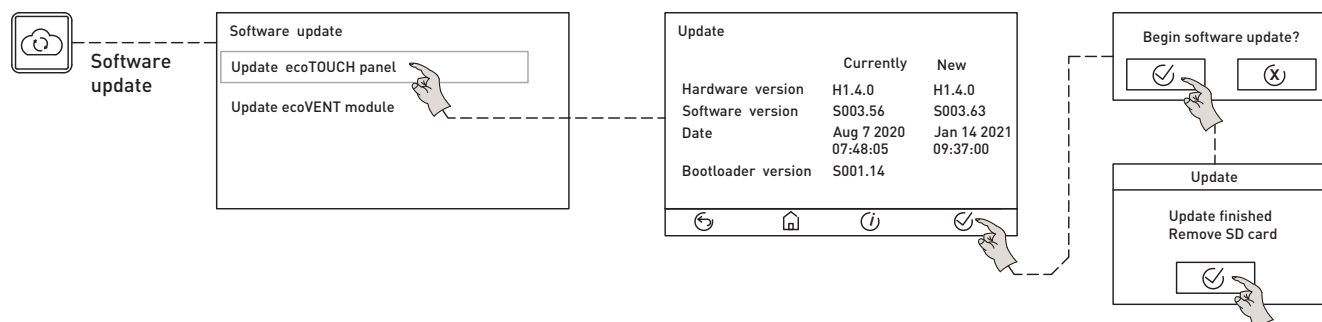 Software
update
Software update
Update ecoTOUCH panel
Update ecoVENT module
Update
Currently New
Hardware version H1.4.0 H1.4.0
Software version S003.56 S003.63
Date Aug 7 2020 Jan 14 2021
07:48:05 09:37:00
Bootloader version S001.14
Begin software update?
Update
Update finished
Remove SD card